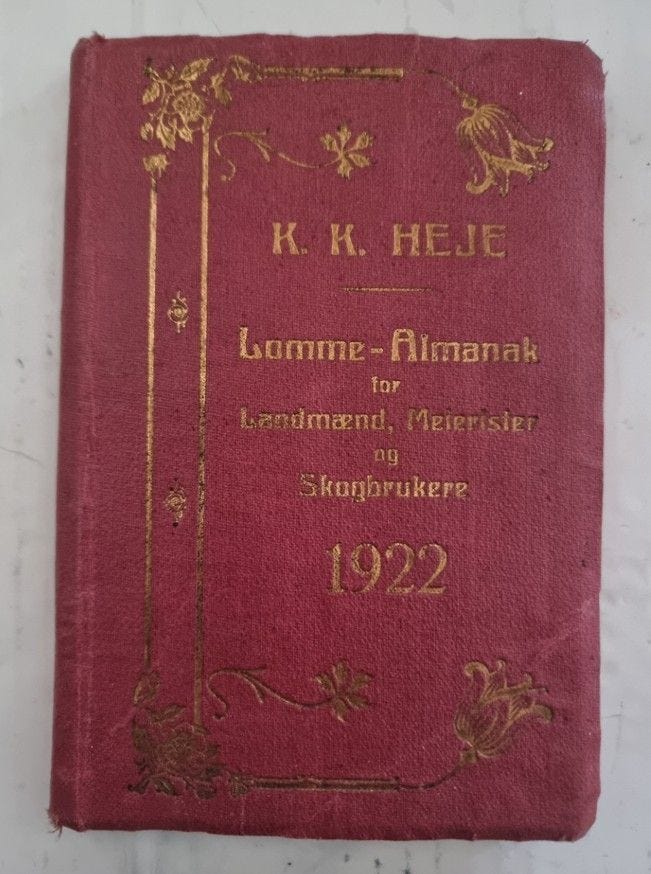 K. K. HEJE
Lomme-Almanak
for
Landmænd, Meierister
og
Skogbrukere
1922